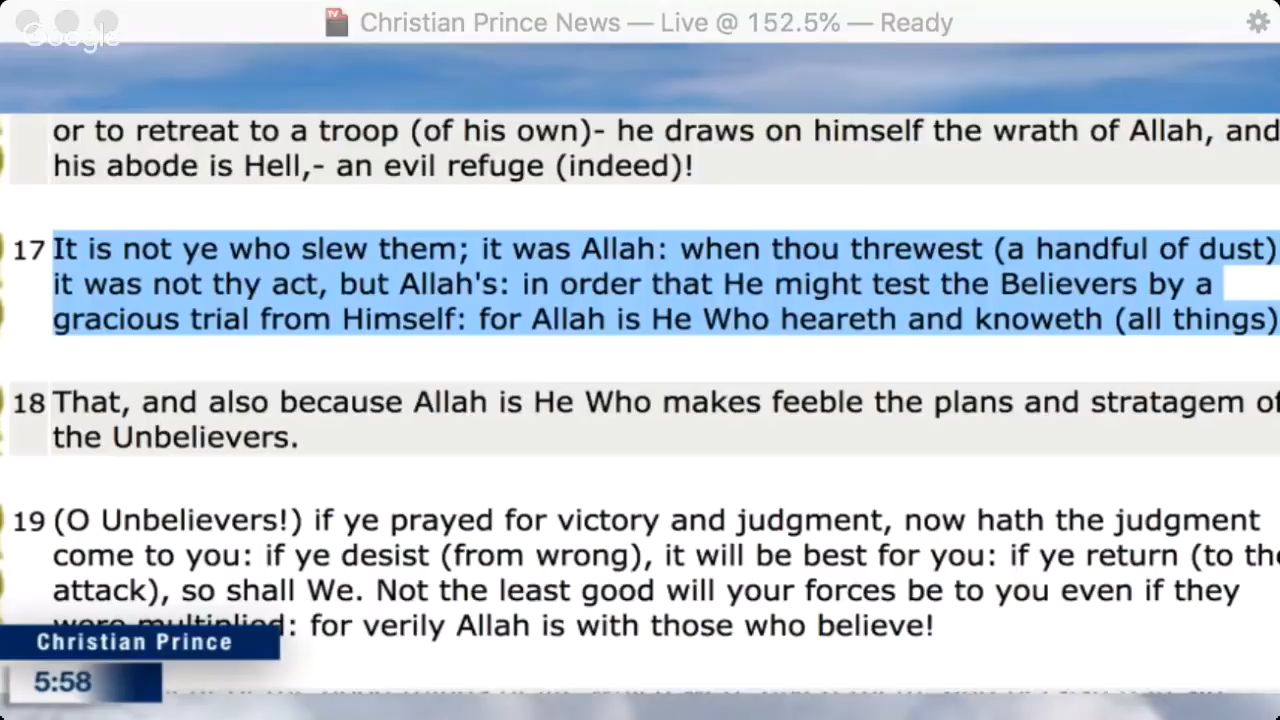 Christian Prince News — Live @ 152.5% — Ready
Google
or to retreat to a troop (of his own)- he draws on himself the wrath of Allah, and
his abode is Hell,- an evil refuge (indeed)!
17 It is not ye who slew them; it was Allah: when thou threwest (a handful of dust)
it was not thy act, but Allah's: in order that He might test the Believers by a
gracious trial from Himself: for Allah is He Who heareth and knoweth (all things)
18 That, and also because Allah is He Who makes feeble the plans and stratagem of
the Unbelievers.
19 (O Unbelievers!) if ye prayed for victory and judgment, now hath the judgment
come to you: if ye desist (from wrong), it will be best for you: if ye return (to the
attack), so shall We. Not the least good will your forces be to you even if they
were multiplied: for verily Allah is with those who believe!
Christian Prince
5:58